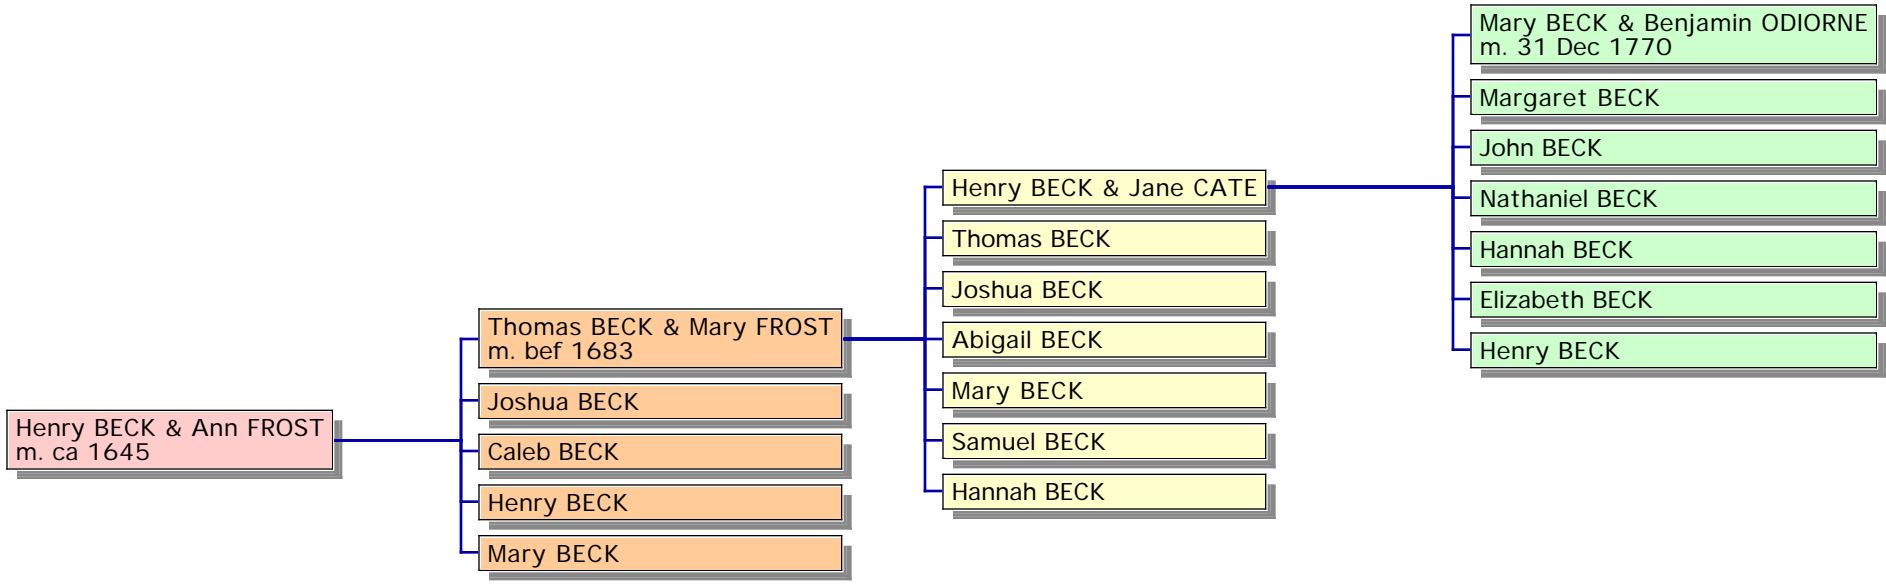 Henry BECK & Ann FROST
m. ca 1645
Thomas BECK & Mary FROST
m. bef 1683
Joshua BECK
Caleb BECK
Henry BECK
Mary BECK
Henry BECK & Jane CATE
Thomas BECK
Joshua BECK
Abigail BECK
Mary BECK
Samuel BECK
Hannah BECK
Mary BECK & Benjamin ODIORNE
m. 31 Dec 1770
Margaret BECK
John BECK
Nathaniel BECK
Hannah BECK
Elizabeth BECK
Henry BECK